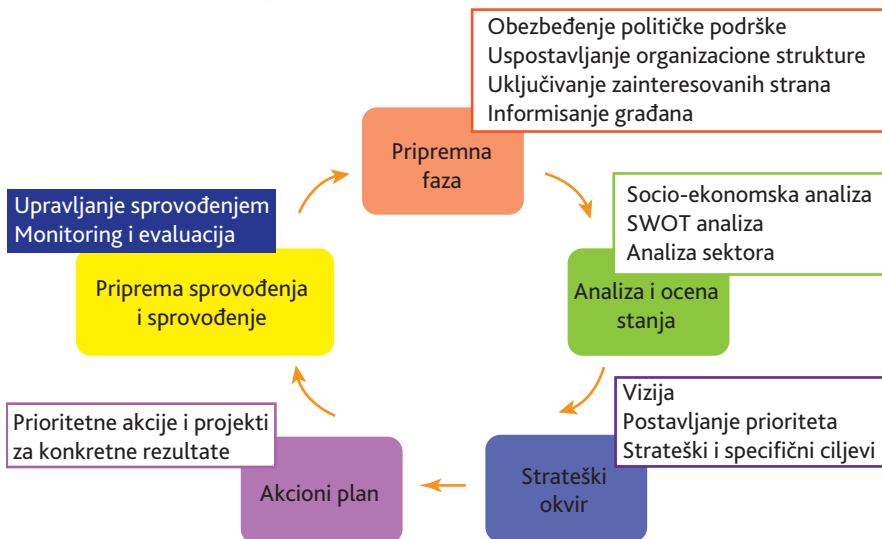 Obezbeđenje političke podrške
Uspostavljanje organizacione strukture
Uključivanje zainteresovanih strana
Informisanje građana
Pripremna
faza
Socio-ekonomska analiza
SWOT analiza
Analiza sektora
Analiza i ocena
stanja
Vizija
Postavljanje prioriteta
Strateški i specifični ciljevi
Strateški
okvir
Prioritetne akcije i projekti
za konkretne rezultate
Akcioni plan
Upravljanje sprovođenjem
Monitoring i evaluacija
Priprema sprovođenja
i sprovođenje